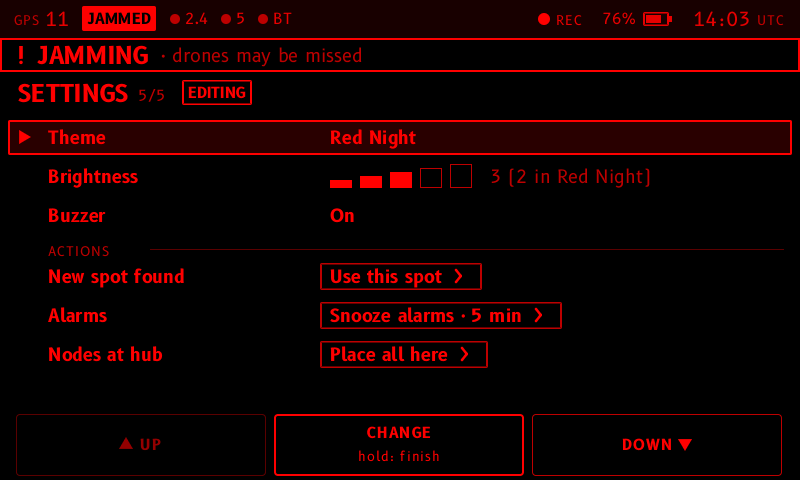 GPS 11 JAMMED 2.4 5 BT REC 76% 14:03 UTC
! JAMMING · drones may be missed
SETTINGS 5/5 EDITING
Theme Red Night
Brightness 3 (2 in Red Night)
Buzzer On
ACTIONS
New spot found Use this spot
Alarms Snooze alarms · 5 min
Nodes at hub Place all here
UP CHANGE DOWN
hold: finish